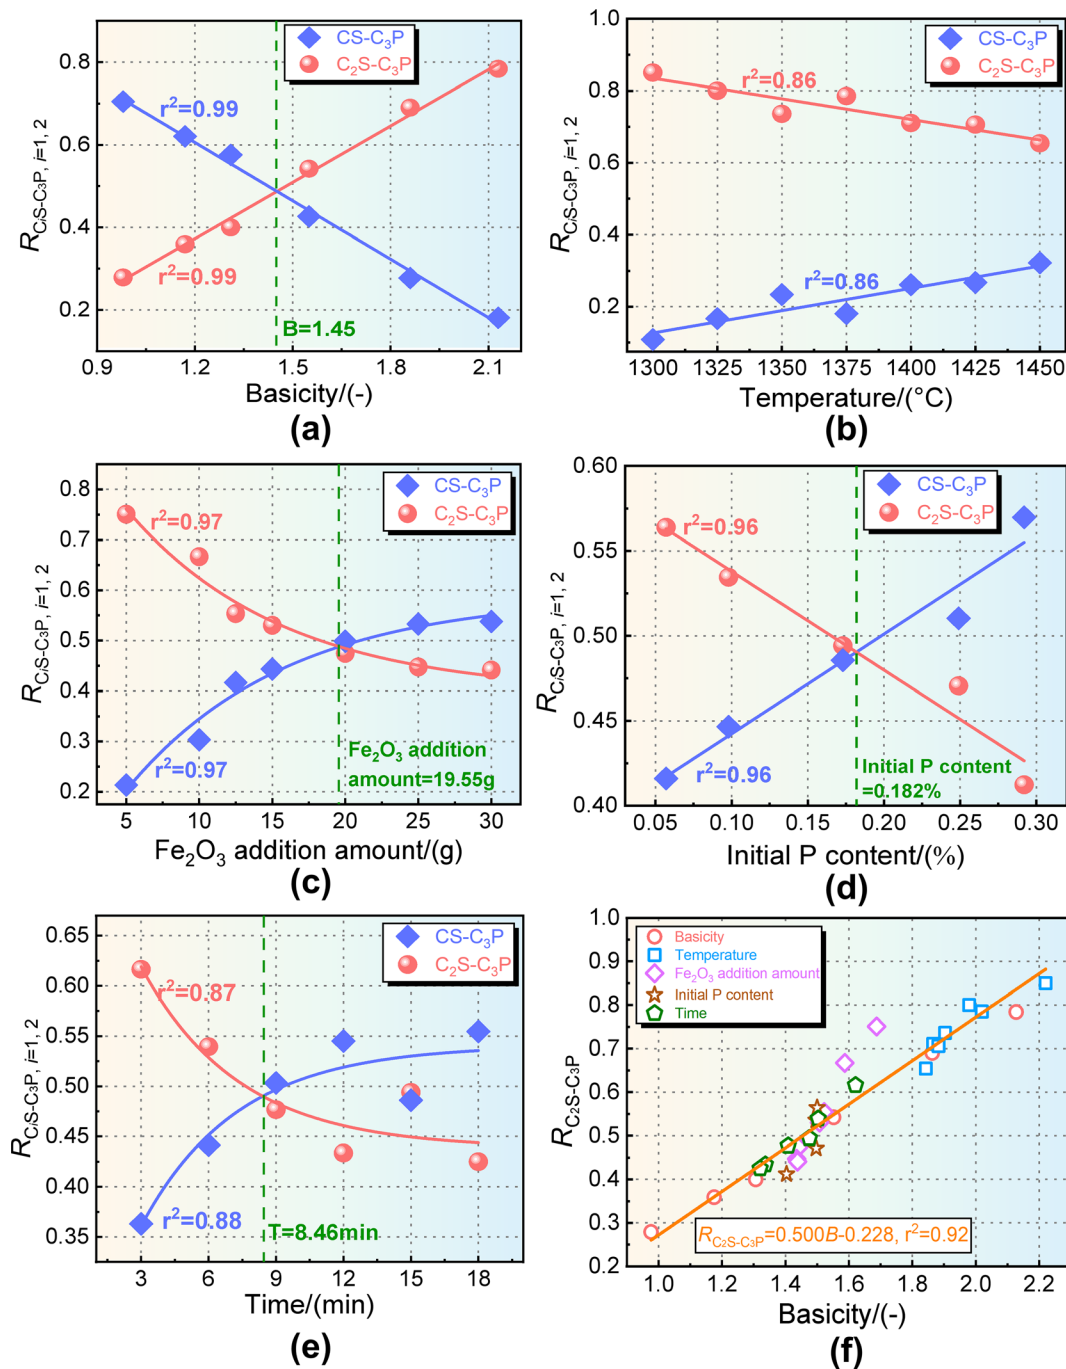 CS-C₃P
C₂S-C₃P
r²=0.99
r²=0.99
B=1.45
0.8
0.6
0.4
0.2
R CiS-C₃P, i=1, 2
0.9 1.2 1.5 1.8 2.1
Basicity/(-)
(a)
CS-C₃P
C₂S-C₃P
r²=0.86
r²=0.86
1.0
0.8
0.6
0.4
0.2
R CiS-C₃P, i=1, 2
1300 1325 1350 1375 1400 1425 1450
Temperature/(°C)
(b)
CS-C₃P
C₂S-C₃P
r²=0.97
r²=0.97
Fe₂O₃ addition
amount=19.55g
0.8
0.7
0.6
0.5
0.4
0.3
0.2
R CiS-C₃P, i=1, 2
5 10 15 20 25 30
Fe₂O₃ addition amount/(g)
(c)
CS-C₃P
C₂S-C₃P
r²=0.96
r²=0.96
Initial P content
=0.182%
0.60
0.55
0.50
0.45
0.40
R CiS-C₃P, i=1, 2
0.05 0.10 0.15 0.20 0.25 0.30
Initial P content/(%)
(d)
CS-C₃P
C₂S-C₃P
r²=0.87
r²=0.88
T=8.46min
0.65
0.60
0.55
0.50
0.45
0.40
0.35
R CiS-C₃P, i=1, 2
3 6 9 12 15 18
Time/(min)
(e)
Basicity
Temperature
Fe₂O₃ addition amount
Initial P content
Time
R C₂S-C₃P=0.500B-0.228, r²=0.92
1.0
0.9
0.8
0.7
0.6
0.5
0.4
0.3
0.2
R C₂S-C₃P
1.0 1.2 1.4 1.6 1.8 2.0 2.2
Basicity/(-)
(f)